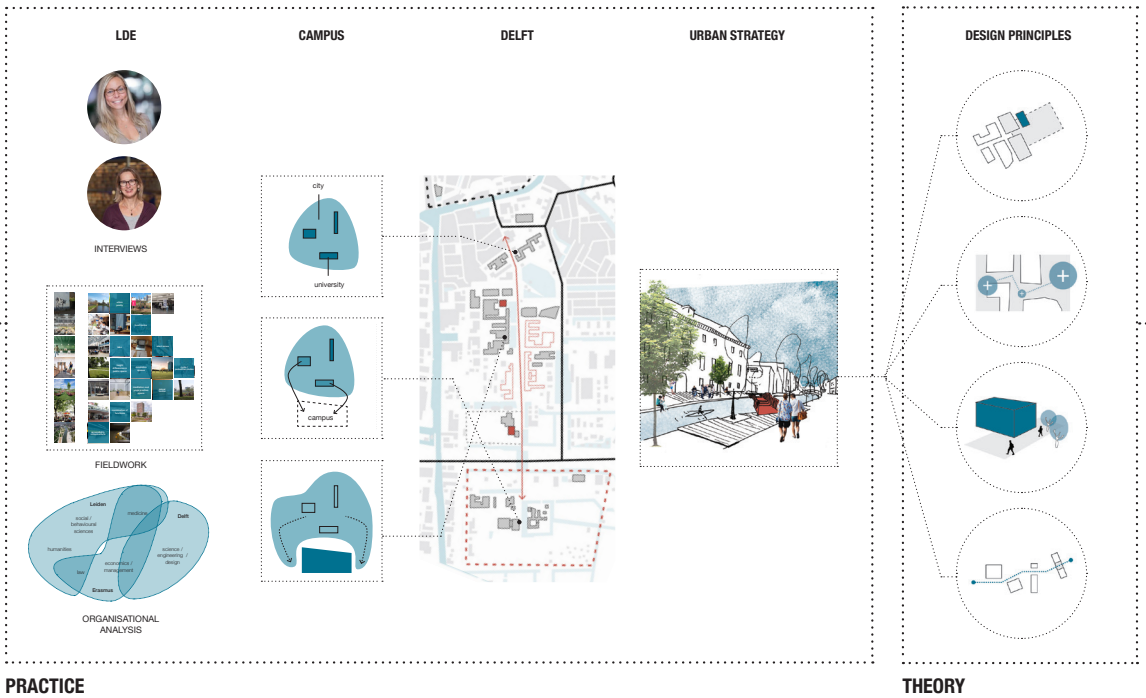 LDE
CAMPUS
DELFT
URBAN STRATEGY
DESIGN PRINCIPLES
INTERVIEWS
city
university
campus
FIELDWORK
Leiden
medicine
Delft
social /
behavioural
sciences
humanities
science /
engineering /
design
economics /
management
law
Erasmus
ORGANISATIONAL
ANALYSIS
PRACTICE
THEORY